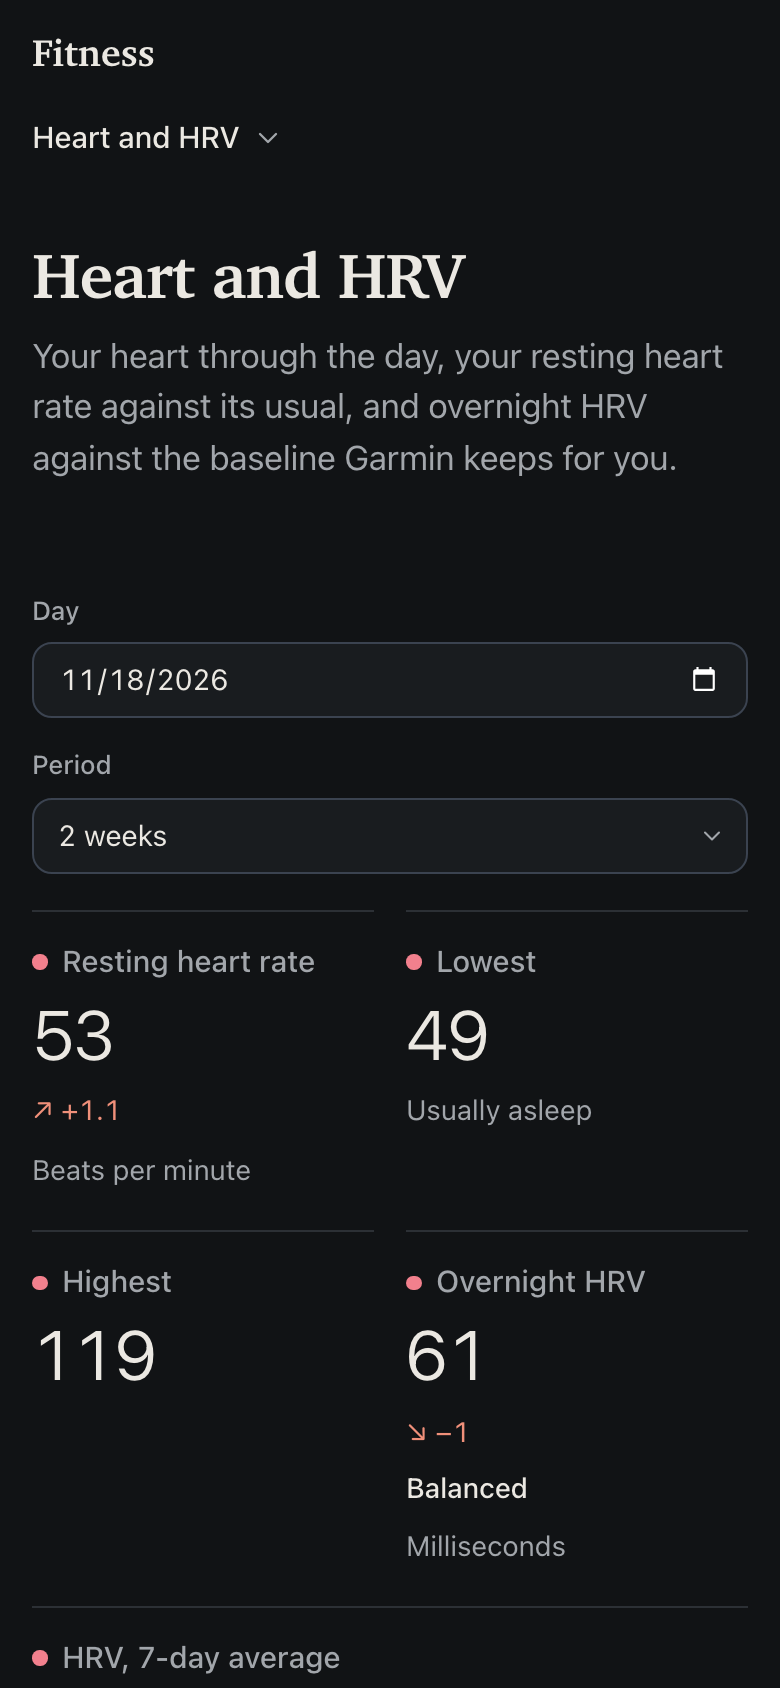 Fitness
Heart and HRV
Heart and HRV
Your heart through the day, your resting heart
rate against its usual, and overnight HRV
against the baseline Garmin keeps for you.
Day
11/18/2026
Period
2 weeks
Resting heart rate
53
↗ +1.1
Beats per minute
Lowest
49
Usually asleep
Highest
119
Overnight HRV
61
↘ −1
Balanced
Milliseconds
HRV, 7-day average